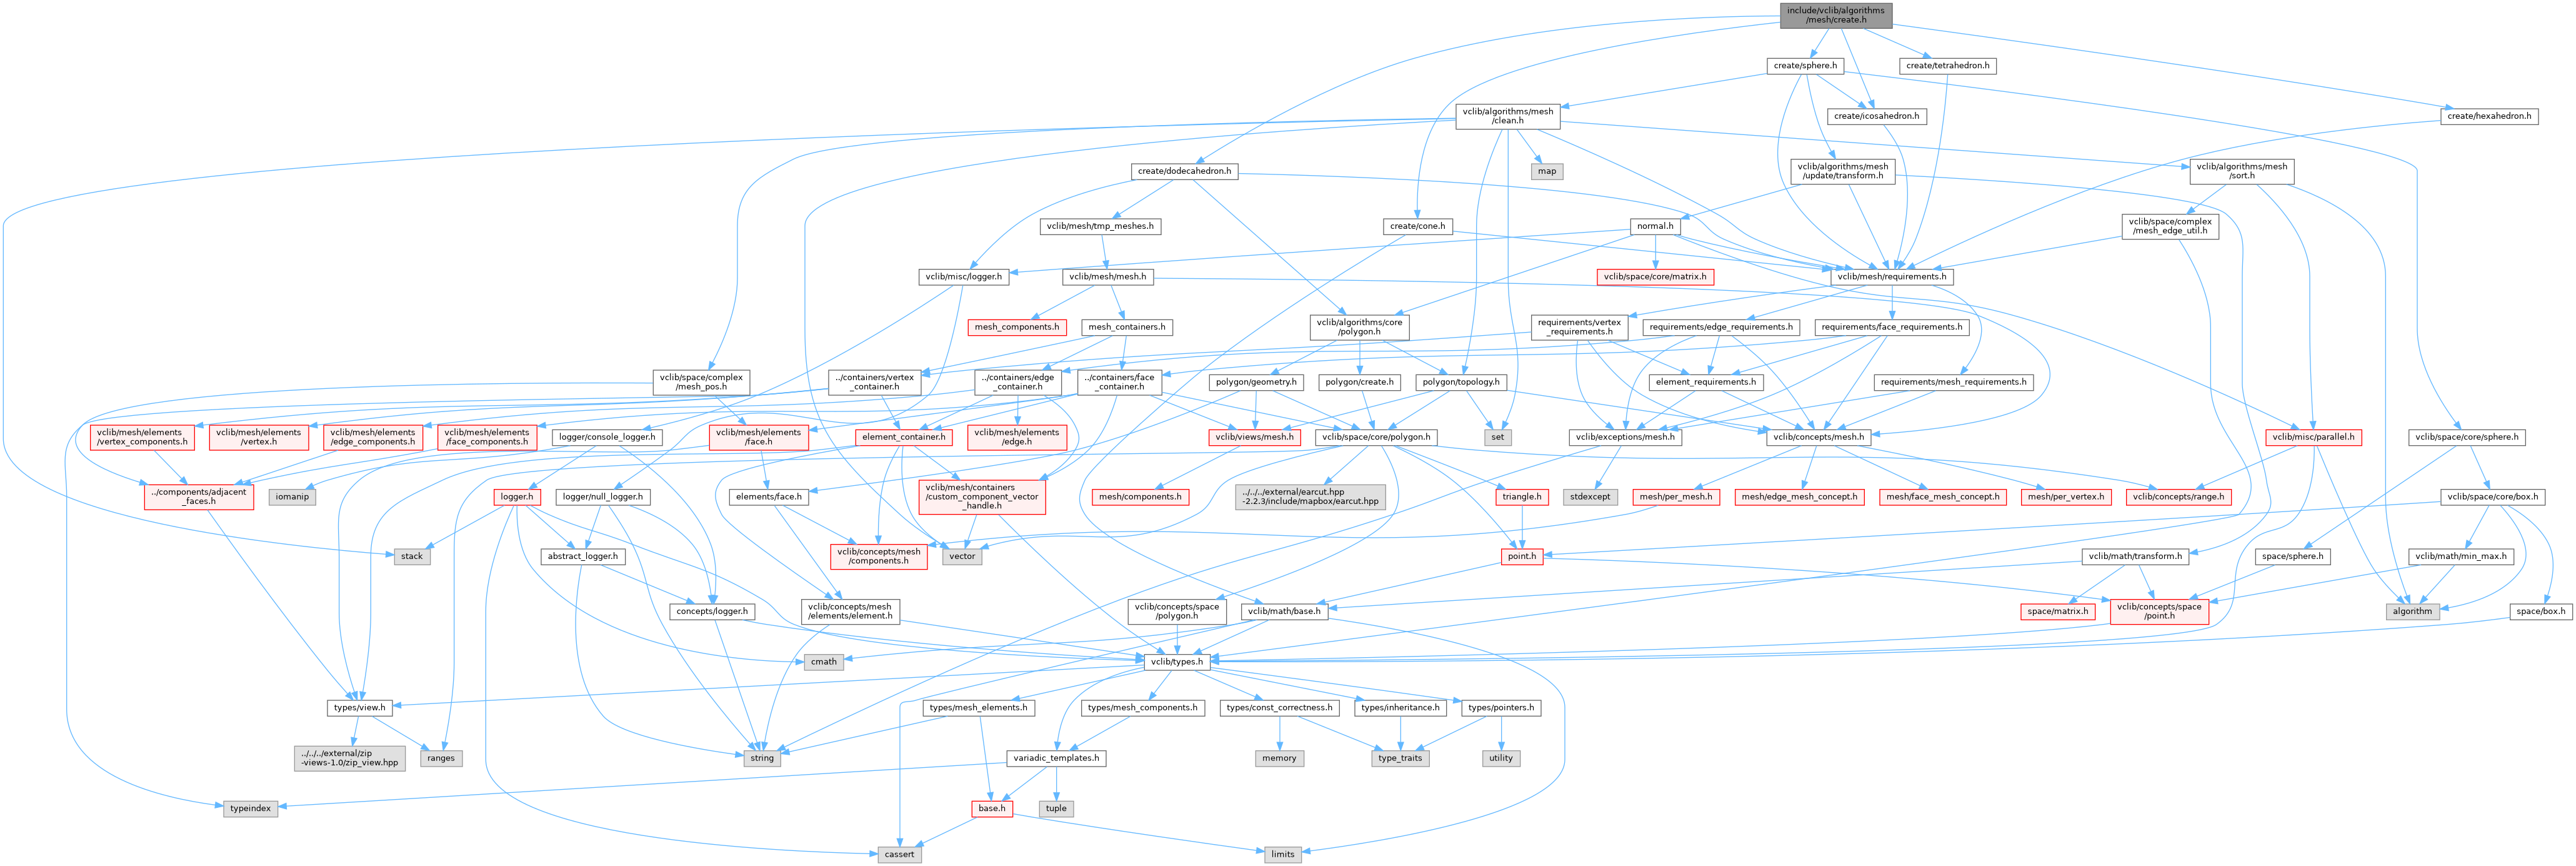 include/vclib/algorithms
/mesh/create.h
create/sphere.h
create/tetrahedron.h
vclib/algorithms/mesh
/clean.h
create/icosahedron.h
create/hexahedron.h
create/dodecahedron.h
map
vclib/algorithms/mesh
/update/transform.h
vclib/algorithms/mesh
/sort.h
vclib/mesh/tmp_meshes.h
create/cone.h
normal.h
vclib/space/complex
/mesh_edge_util.h
vclib/misc/logger.h
vclib/mesh/mesh.h
vclib/space/core/matrix.h
vclib/mesh/requirements.h
mesh_components.h
mesh_containers.h
vclib/algorithms/core
/polygon.h
requirements/vertex
_requirements.h
requirements/edge_requirements.h
requirements/face_requirements.h
vclib/space/complex
/mesh_pos.h
../containers/vertex
_container.h
../containers/edge
_container.h
../containers/face
_container.h
polygon/geometry.h
polygon/create.h
polygon/topology.h
element_requirements.h
requirements/mesh_requirements.h
vclib/mesh/elements
/vertex_components.h
vclib/mesh/elements
/vertex.h
vclib/mesh/elements
/edge_components.h
vclib/mesh/elements
/face_components.h
logger/console_logger.h
vclib/mesh/elements
/face.h
element_container.h
vclib/mesh/elements
/edge.h
vclib/views/mesh.h
vclib/space/core/polygon.h
set
vclib/exceptions/mesh.h
vclib/concepts/mesh.h
vclib/misc/parallel.h
vclib/space/core/sphere.h
../components/adjacent
_faces.h
iomanip
logger.h
logger/null_logger.h
elements/face.h
vclib/mesh/containers
/custom_component_vector
_handle.h
mesh/components.h
../../../external/earcut.hpp
-2.2.3/include/mapbox/earcut.hpp
triangle.h
stdexcept
mesh/per_mesh.h
mesh/edge_mesh_concept.h
mesh/face_mesh_concept.h
mesh/per_vertex.h
vclib/concepts/range.h
vclib/space/core/box.h
stack
abstract_logger.h
vclib/concepts/mesh
/components.h
vector
point.h
vclib/math/transform.h
space/sphere.h
vclib/math/min_max.h
concepts/logger.h
vclib/concepts/mesh
/elements/element.h
vclib/concepts/space
/polygon.h
vclib/math/base.h
space/matrix.h
vclib/concepts/space
/point.h
algorithm
space/box.h
cmath
vclib/types.h
types/view.h
types/mesh_elements.h
types/mesh_components.h
types/const_correctness.h
types/inheritance.h
types/pointers.h
../../../external/zip
-views-1.0/zip_view.hpp
ranges
string
variadic_templates.h
memory
type_traits
utility
typeindex
base.h
tuple
cassert
limits